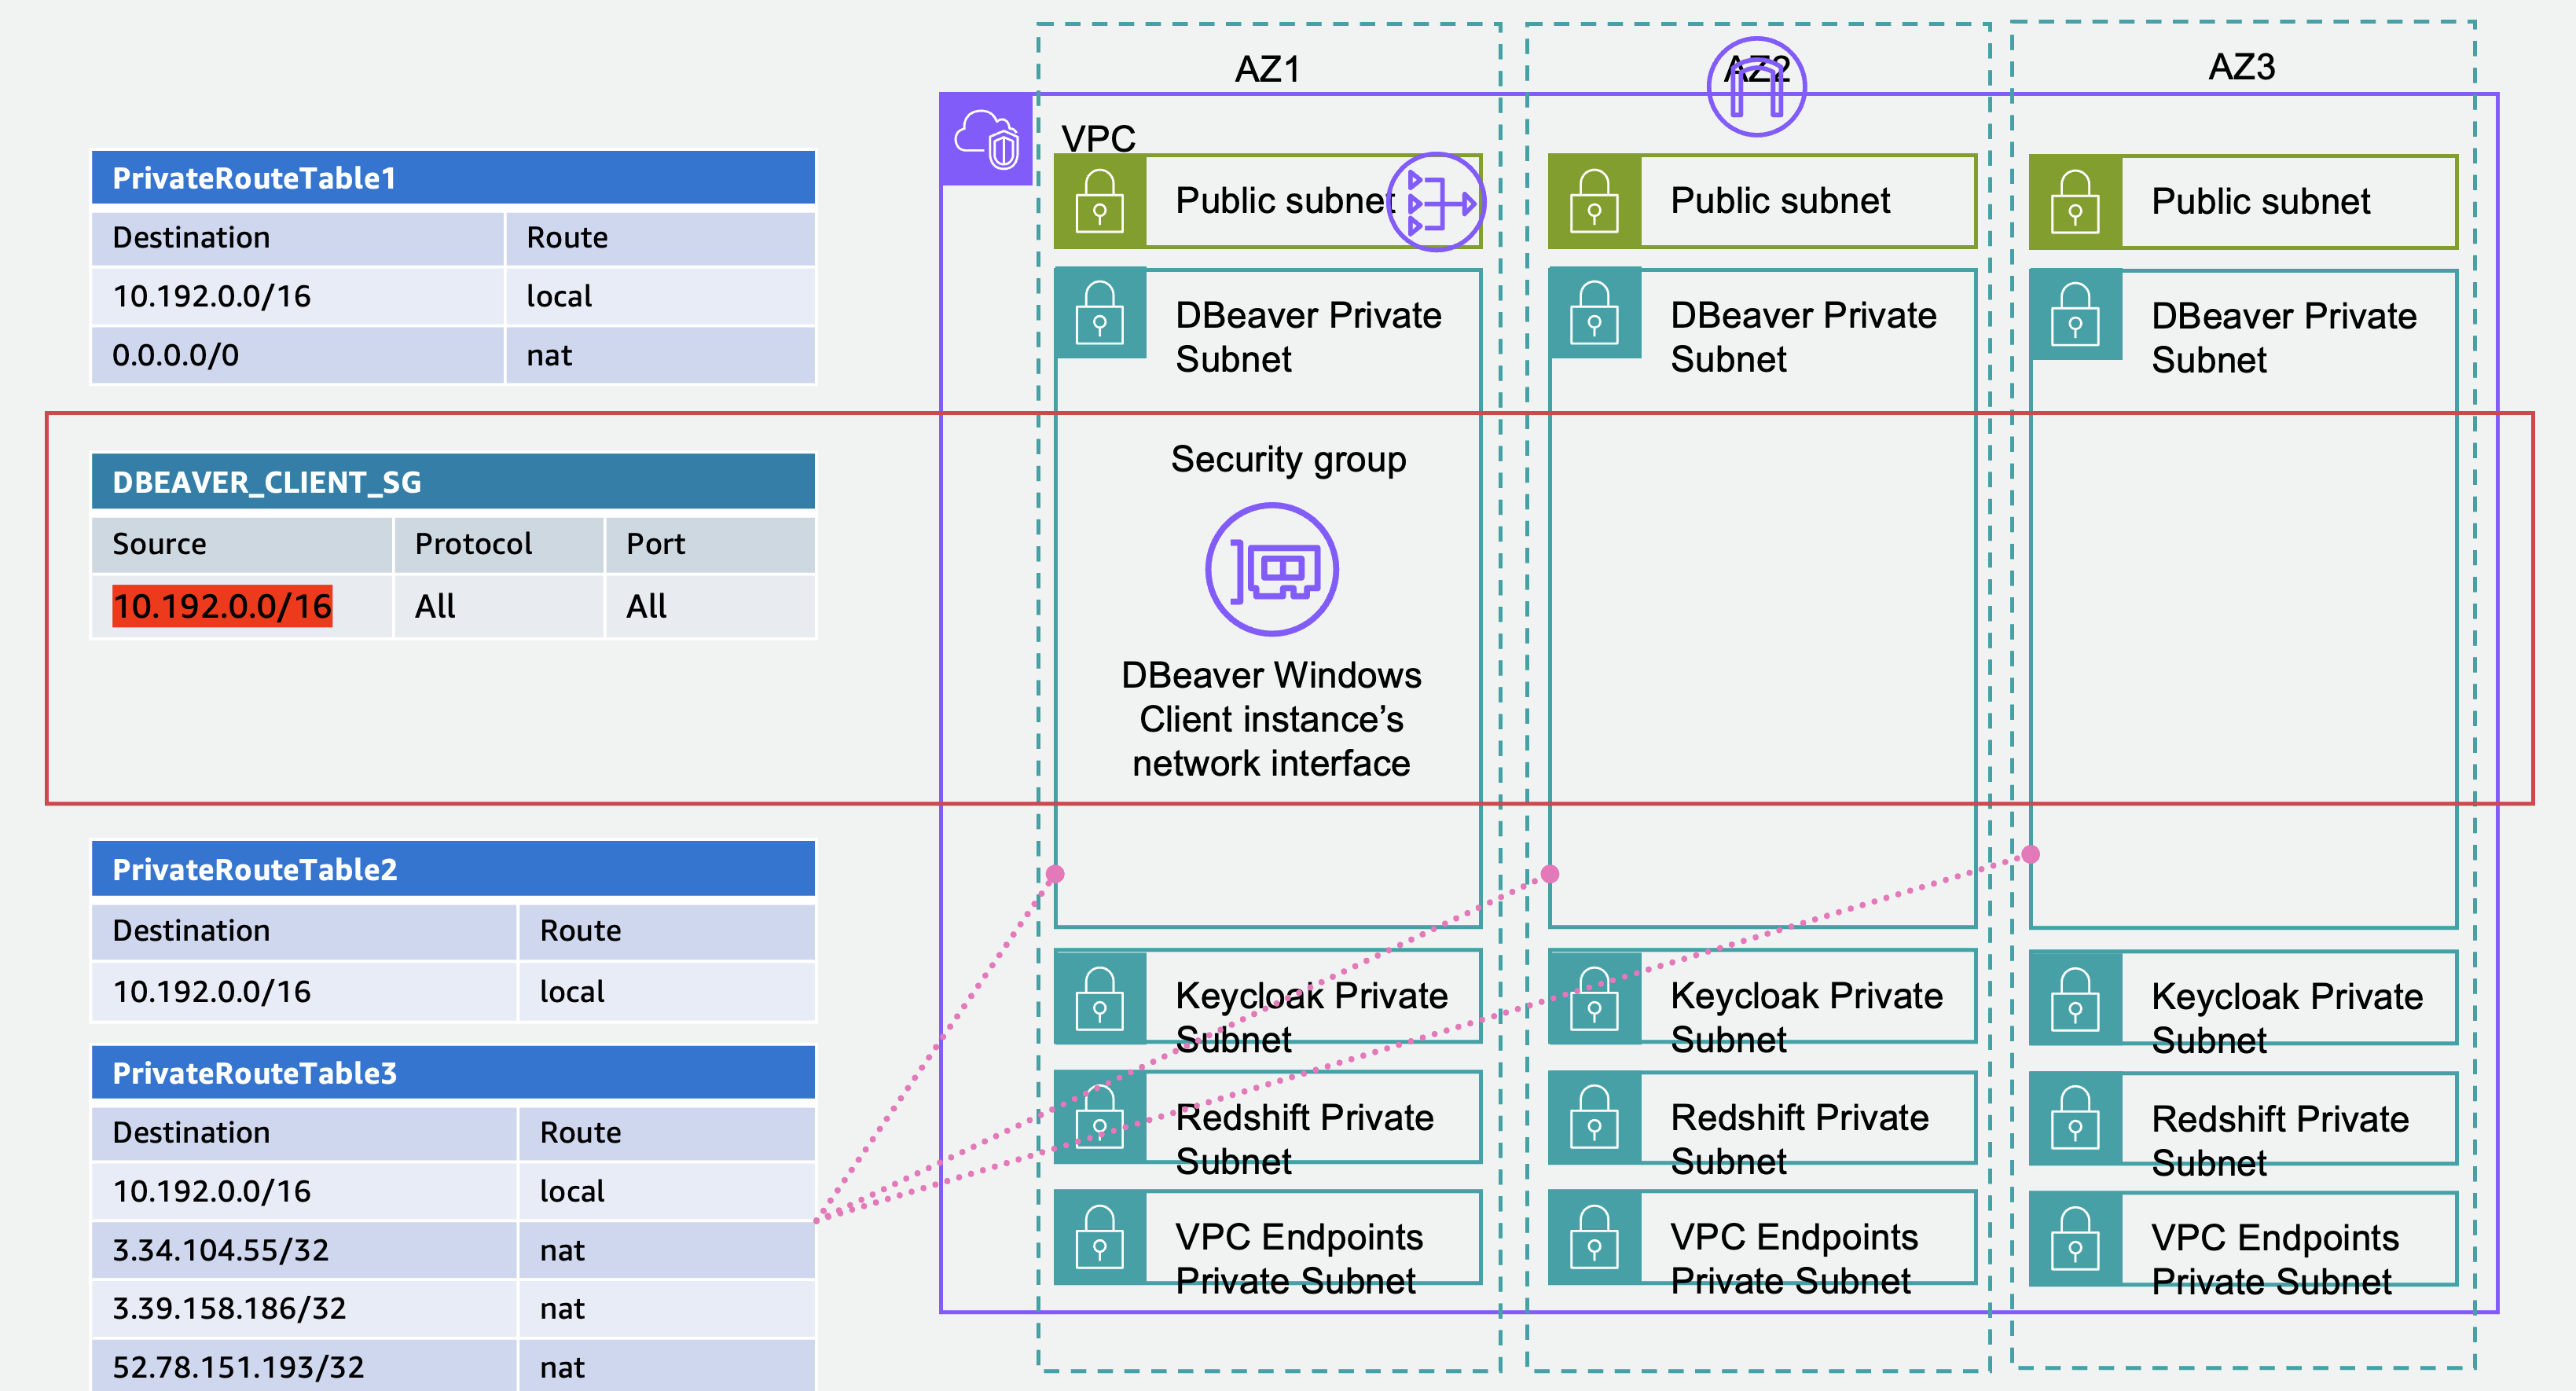 PrivateRouteTable1
Destination Route
10.192.0.0/16 local
0.0.0.0/0 nat
DBEAVER_CLIENT_SG
Source Protocol Port
10.192.0.0/16 All All
PrivateRouteTable2
Destination Route
10.192.0.0/16 local
PrivateRouteTable3
Destination Route
10.192.0.0/16 local
3.34.104.55/32 nat
3.39.158.186/32 nat
52.78.151.193/32 nat
VPC
AZ1
Public subnet
DBeaver Private
Subnet
Security group
DBeaver Windows
Client instance’s
network interface
Keycloak Private
Subnet
Redshift Private
Subnet
VPC Endpoints
Private Subnet
AZ2
Public subnet
DBeaver Private
Subnet
Keycloak Private
Subnet
Redshift Private
Subnet
VPC Endpoints
Private Subnet
AZ3
Public subnet
DBeaver Private
Subnet
Keycloak Private
Subnet
Redshift Private
Subnet
VPC Endpoints
Private Subnet